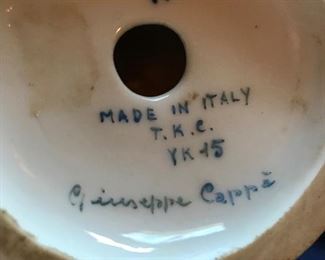 MADE IN ITALY
T.K.C.
YK 15
Giuseppe Cappè